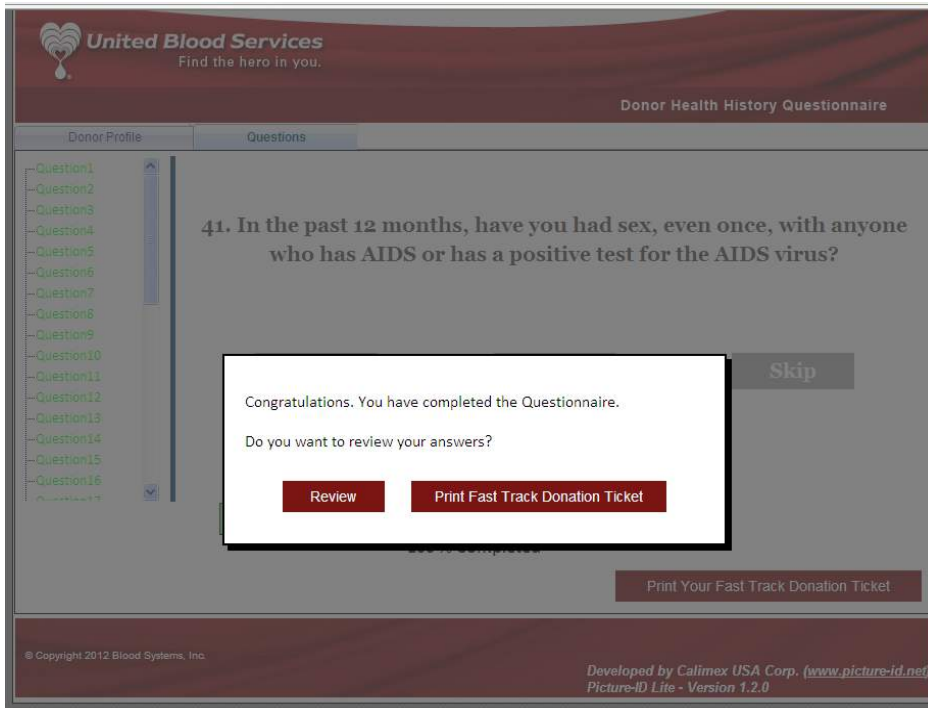 United Blood Services
Find the hero in you.
Donor Health History Questionnaire
Donor Profile
Questions
Question1
Question2
Question3
Question4
Question5
Question6
Question7
Question8
Question9
Question10
Question11
Question12
Question13
Question14
Question15
Question16
Question17
41. In the past 12 months, have you had sex, even once, with anyone
who has AIDS or has a positive test for the AIDS virus?
Skip
Congratulations. You have completed the Questionnaire.
Do you want to review your answers?
Review
Print Fast Track Donation Ticket
100% Completed
Print Your Fast Track Donation Ticket
© Copyright 2012 Blood Systems, Inc.
Developed by Calimex USA Corp. (www.picture-id.net)
Picture-ID Lite - Version 1.2.0